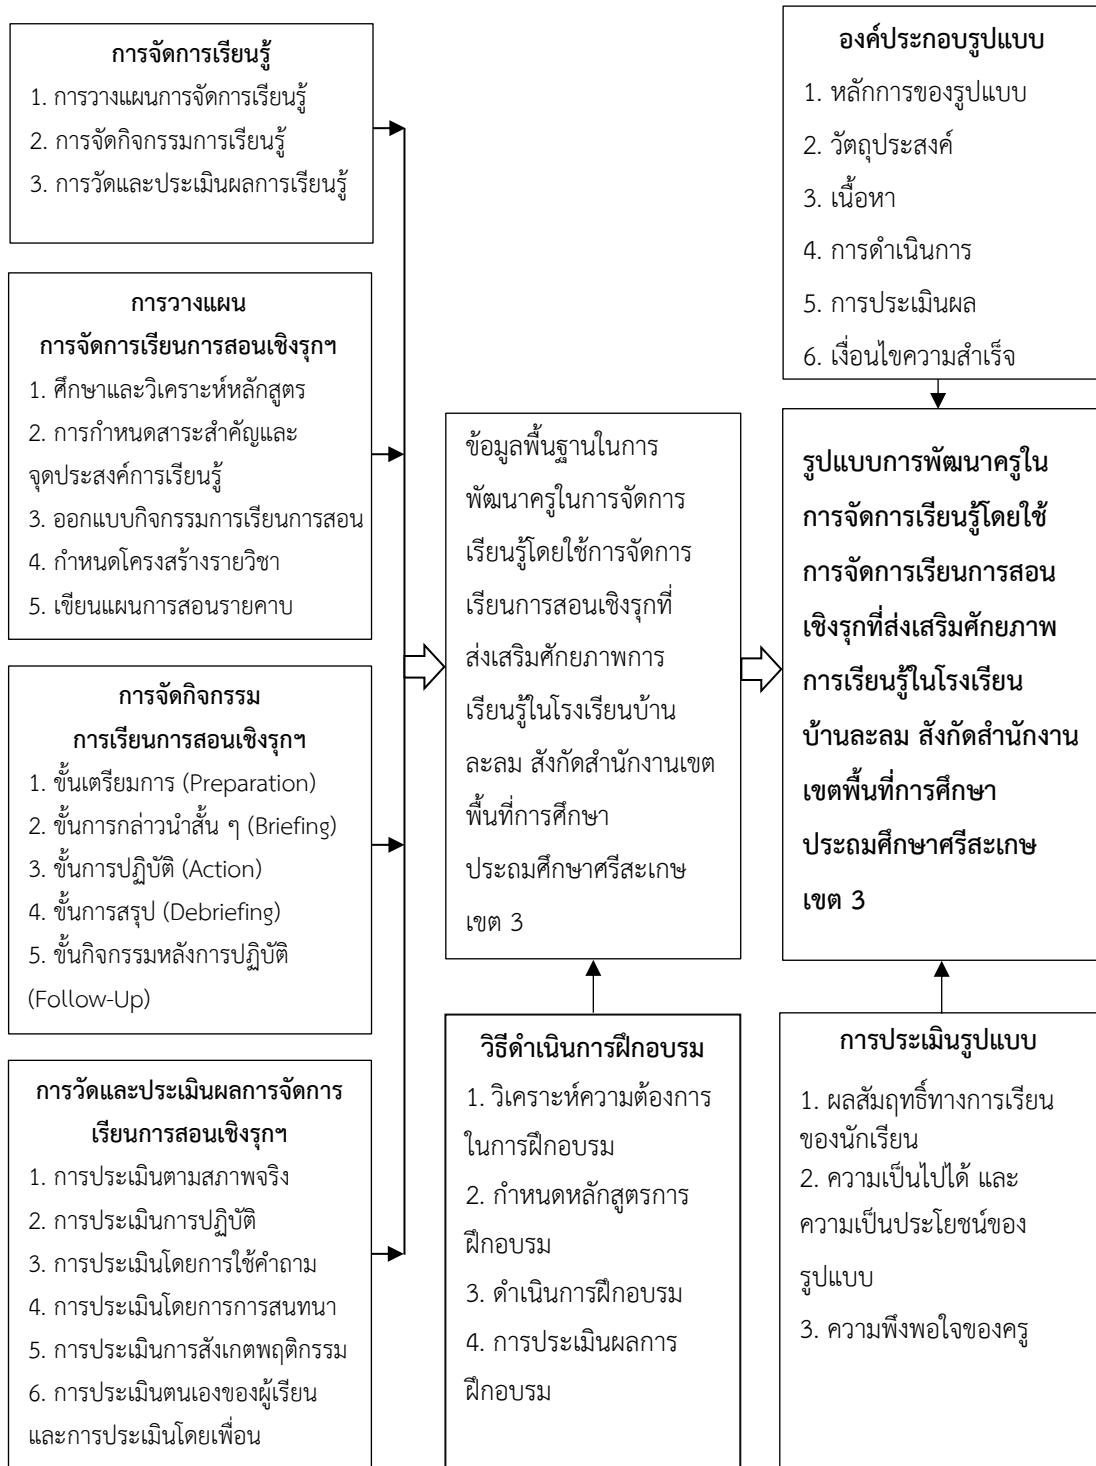 การจัดการเรียนรู้
1. การวางแผนการจัดการเรียนรู้
2. การจัดกิจกรรมการเรียนรู้
3. การวัดและประเมินผลการเรียนรู้
การวางแผน
การจัดการเรียนการสอนเชิงรุกฯ
1. ศึกษาและวิเคราะห์หลักสูตร
2. การกำหนดสาระสำคัญและ
จุดประสงค์การเรียนรู้
3. ออกแบบกิจกรรมการเรียนการสอน
4. กำหนดโครงสร้างรายวิชา
5. เขียนแผนการสอนรายคาบ
การจัดกิจกรรม
การเรียนการสอนเชิงรุกฯ
1. ขั้นเตรียมการ (Preparation)
2. ขั้นการกล่าวนำสั้น ๆ (Briefing)
3. ขั้นการปฏิบัติ (Action)
4. ขั้นการสรุป (Debriefing)
5. ขั้นกิจกรรมหลังการปฏิบัติ
(Follow-Up)
การวัดและประเมินผลการจัดการ
เรียนการสอนเชิงรุกฯ
1. การประเมินตามสภาพจริง
2. การประเมินการปฏิบัติ
3. การประเมินโดยการใช้คำถาม
4. การประเมินโดยการการสนทนา
5. การประเมินการสังเกตพฤติกรรม
6. การประเมินตนเองของผู้เรียน
และการประเมินโดยเพื่อน
ข้อมูลพื้นฐานในการ
พัฒนาครูในการจัดการ
เรียนรู้โดยใช้การจัดการ
เรียนการสอนเชิงรุกที่
ส่งเสริมศักยภาพการ
เรียนรู้ในโรงเรียนบ้าน
ละลม สังกัดสำนักงานเขต
พื้นที่การศึกษา
ประถมศึกษาศรีสะเกษ
เขต 3
วิธีดำเนินการฝึกอบรม
1. วิเคราะห์ความต้องการ
ในการฝึกอบรม
2. กำหนดหลักสูตรการ
ฝึกอบรม
3. ดำเนินการฝึกอบรม
4. การประเมินผลการ
ฝึกอบรม
องค์ประกอบรูปแบบ
1. หลักการของรูปแบบ
2. วัตถุประสงค์
3. เนื้อหา
4. การดำเนินการ
5. การประเมินผล
6. เงื่อนไขความสำเร็จ
รูปแบบการพัฒนาครูใน
การจัดการเรียนรู้โดยใช้
การจัดการเรียนการสอน
เชิงรุกที่ส่งเสริมศักยภาพ
การเรียนรู้ในโรงเรียน
บ้านละลม สังกัดสำนักงาน
เขตพื้นที่การศึกษา
ประถมศึกษาศรีสะเกษ
เขต 3
การประเมินรูปแบบ
1. ผลสัมฤทธิ์ทางการเรียน
ของนักเรียน
2. ความเป็นไปได้ และ
ความเป็นประโยชน์ของ
รูปแบบ
3. ความพึงพอใจของครู